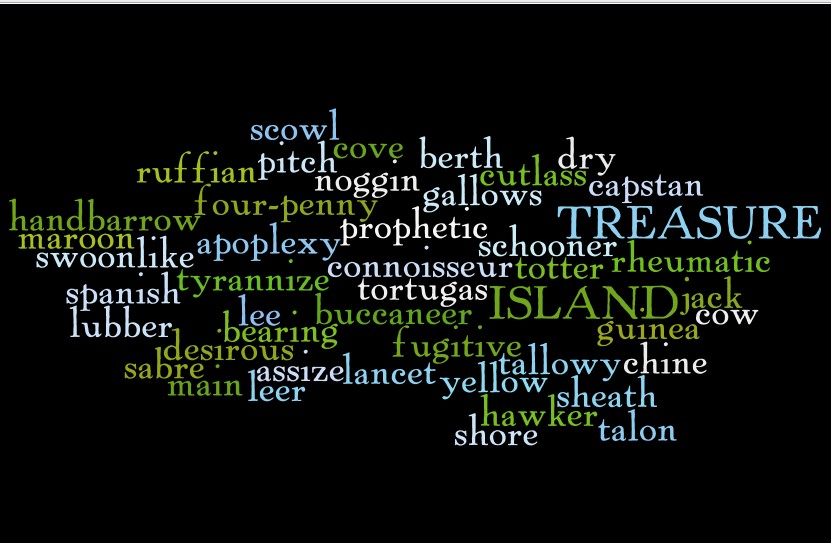 scowl
cove
ruffian
pitch
berth
dry
noggin
cutlass
capstan
gallows
four-penny
handbarrow
TREASURE
maroon
prophetic
swoonlike
apoplexy
schooner
connoisseur
totter
rheumatic
spanish
tyrannize
tortugas
ISLAND
jack
cow
lubber
lee
buccaneer
bearing
guinea
desirous
fugitive
sabre
assize
lancet
tallowy
chine
main
leer
yellow
sheath
hawker
shore
talon